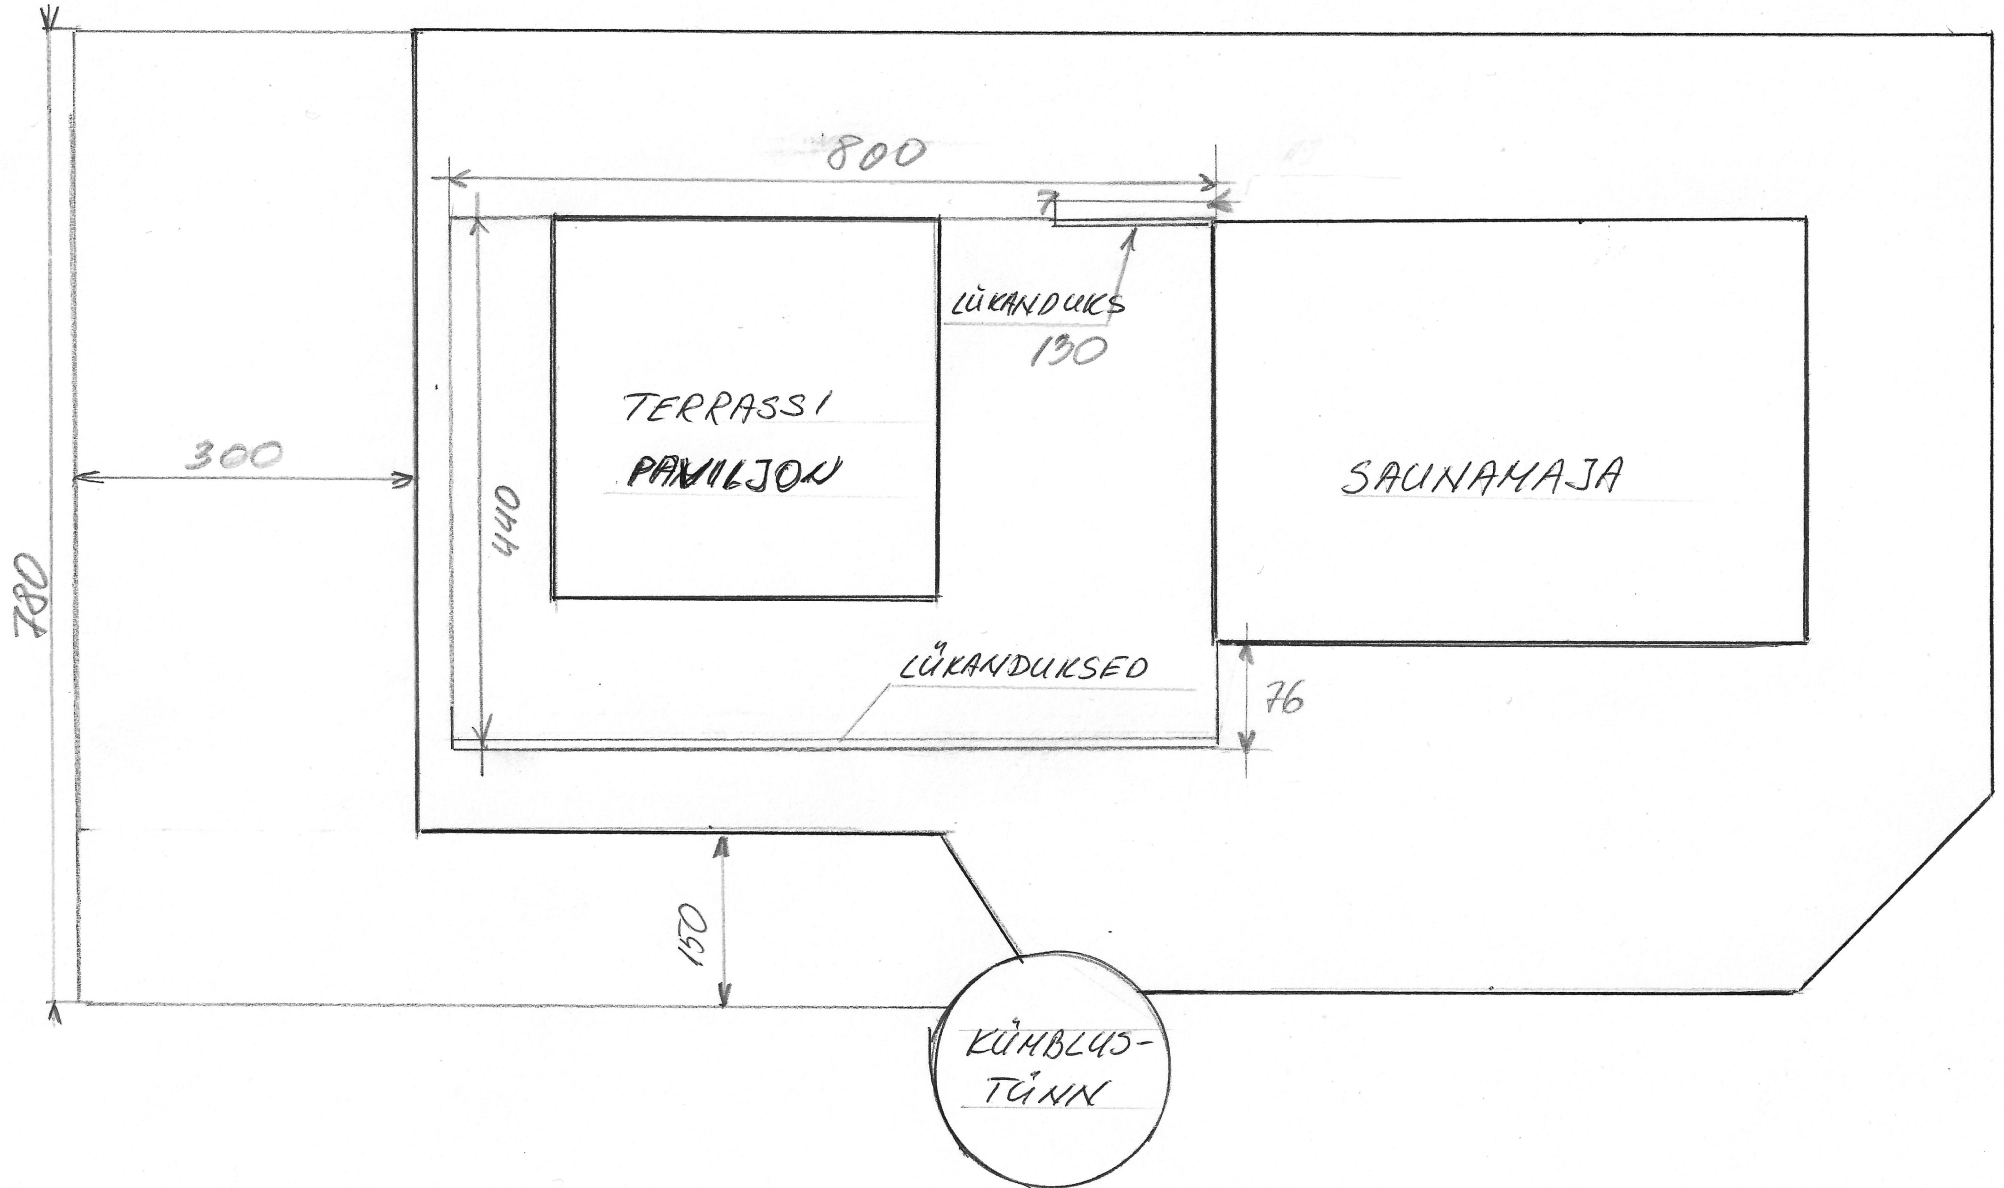 800
LÜKANDUKS
130
TERRASSI
PAVILJON
300
SAUNAMAJA
440
780
LÜKANDUKSED
76
150
KÜMBLUS-
TÜNN